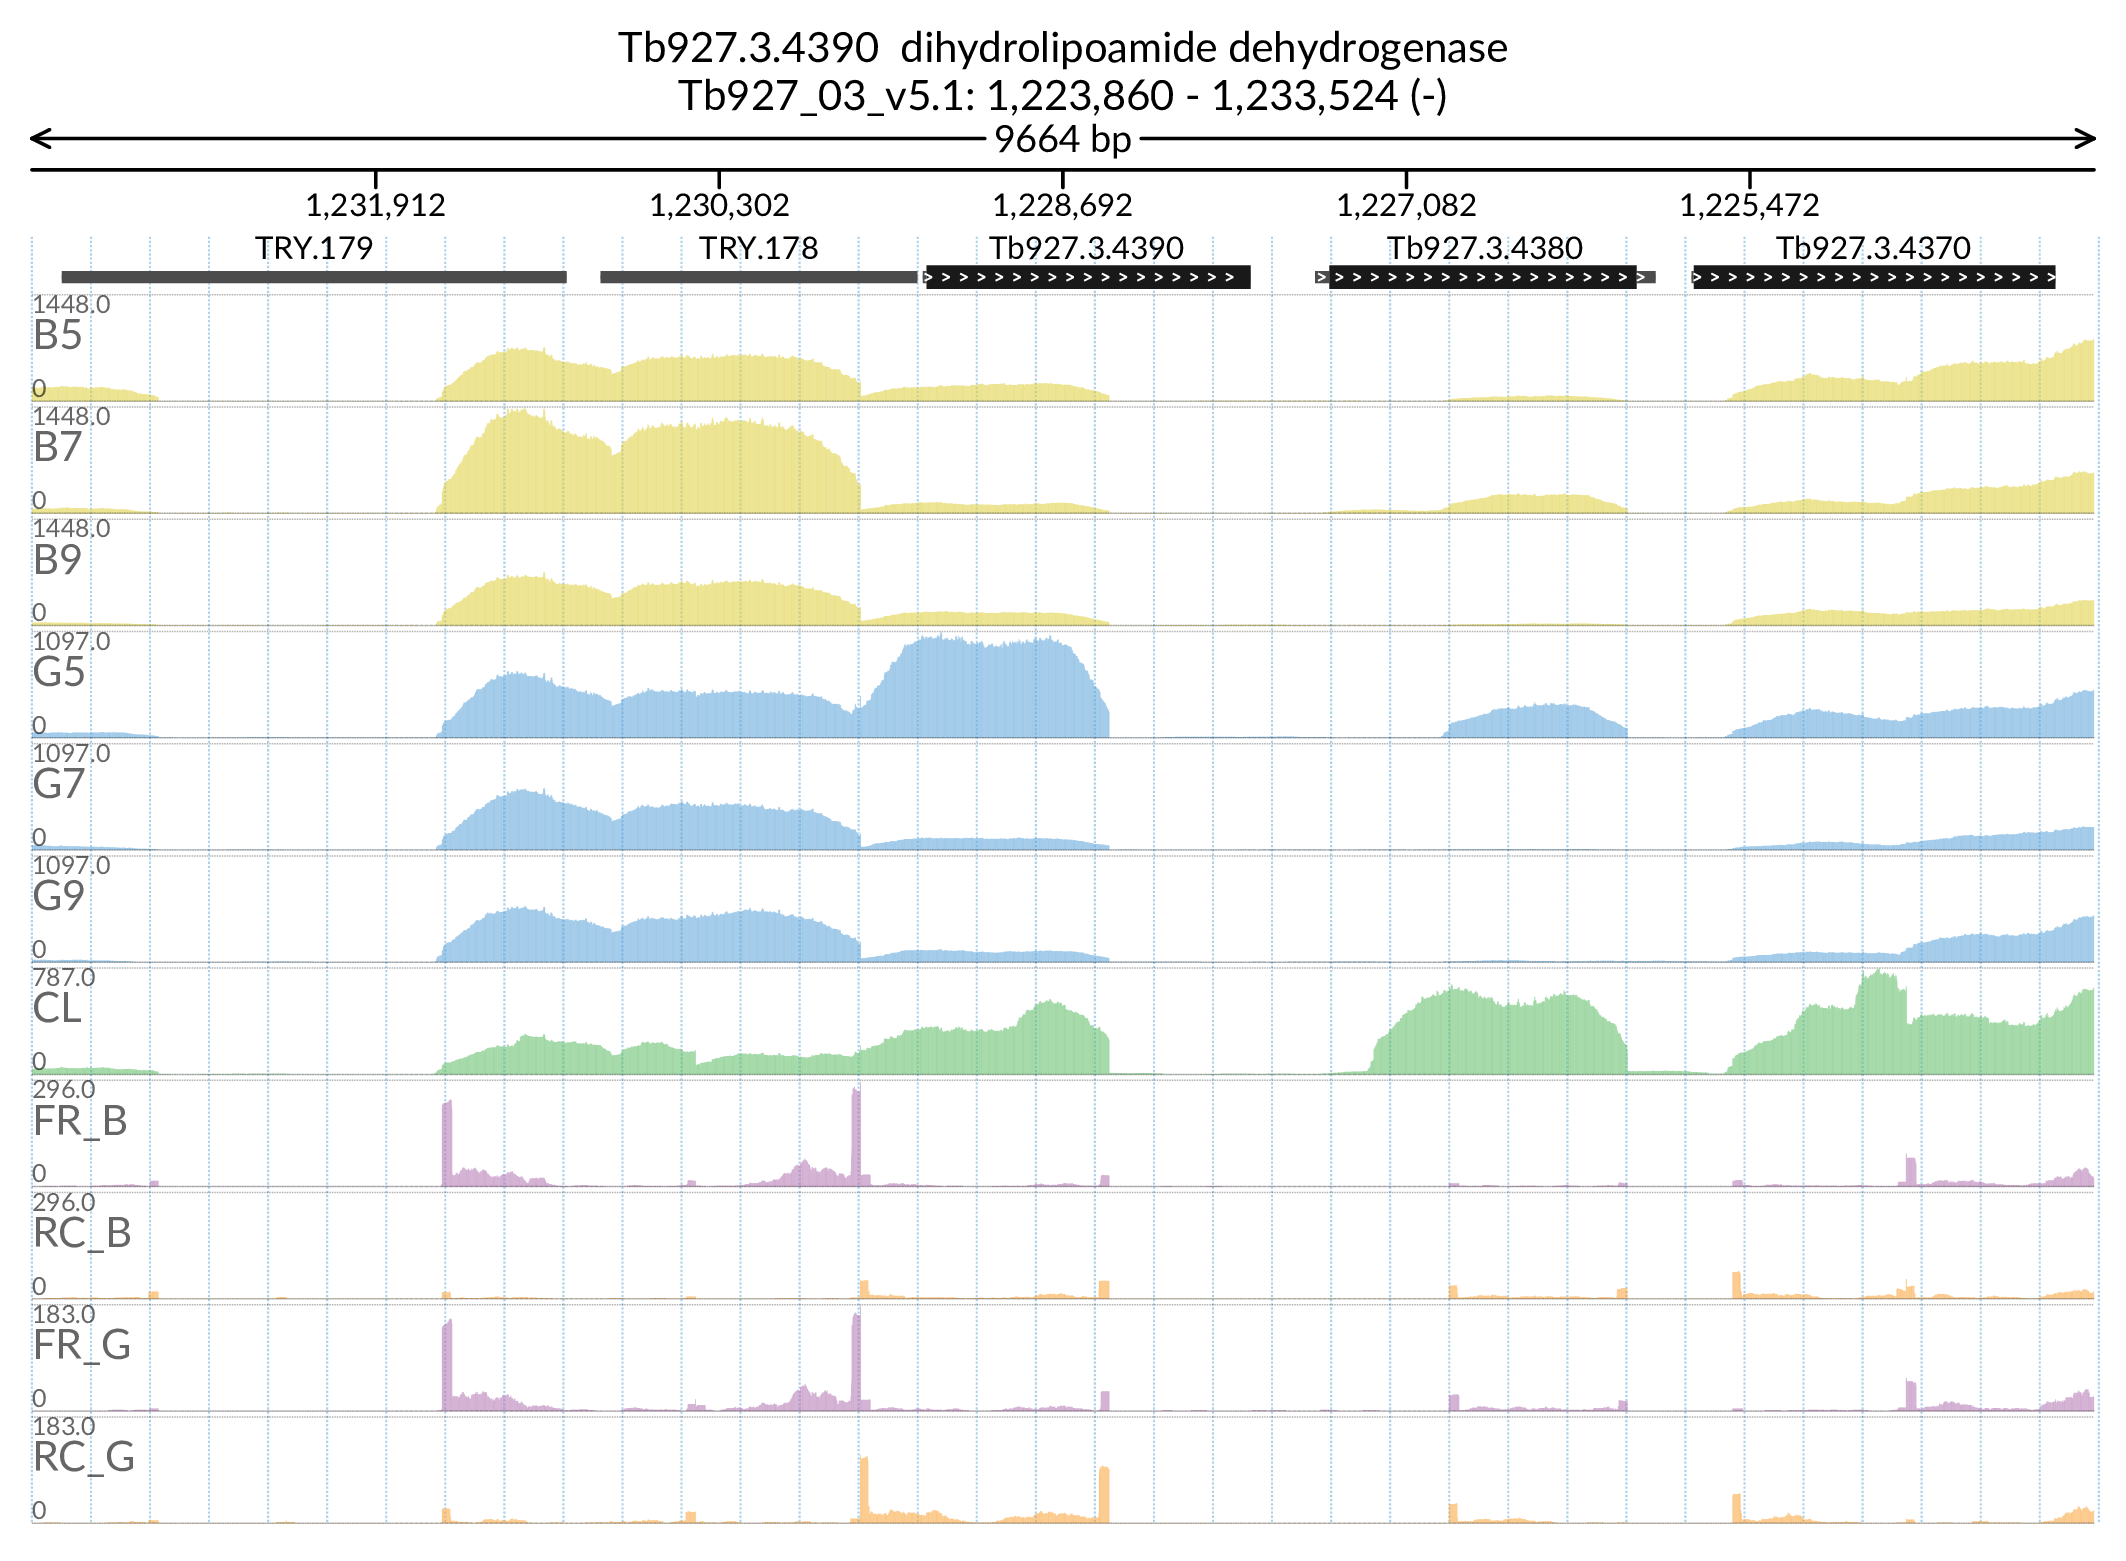 Tb927.3.4390  dihydrolipoamide dehydrogenase
Tb927_03_v5.1: 1,223,860 - 1,233,524 (-)
9664 bp
1,231,912 1,230,302 1,228,692 1,227,082 1,225,472
TRY.179 TRY.178 Tb927.3.4390 Tb927.3.4380 Tb927.3.4370
1448.0
B5
0
1448.0
B7
0
1448.0
B9
0
1097.0
G5
0
1097.0
G7
0
1097.0
G9
0
787.0
CL
0
296.0
FR_B
0
296.0
RC_B
0
183.0
FR_G
0
183.0
RC_G
0